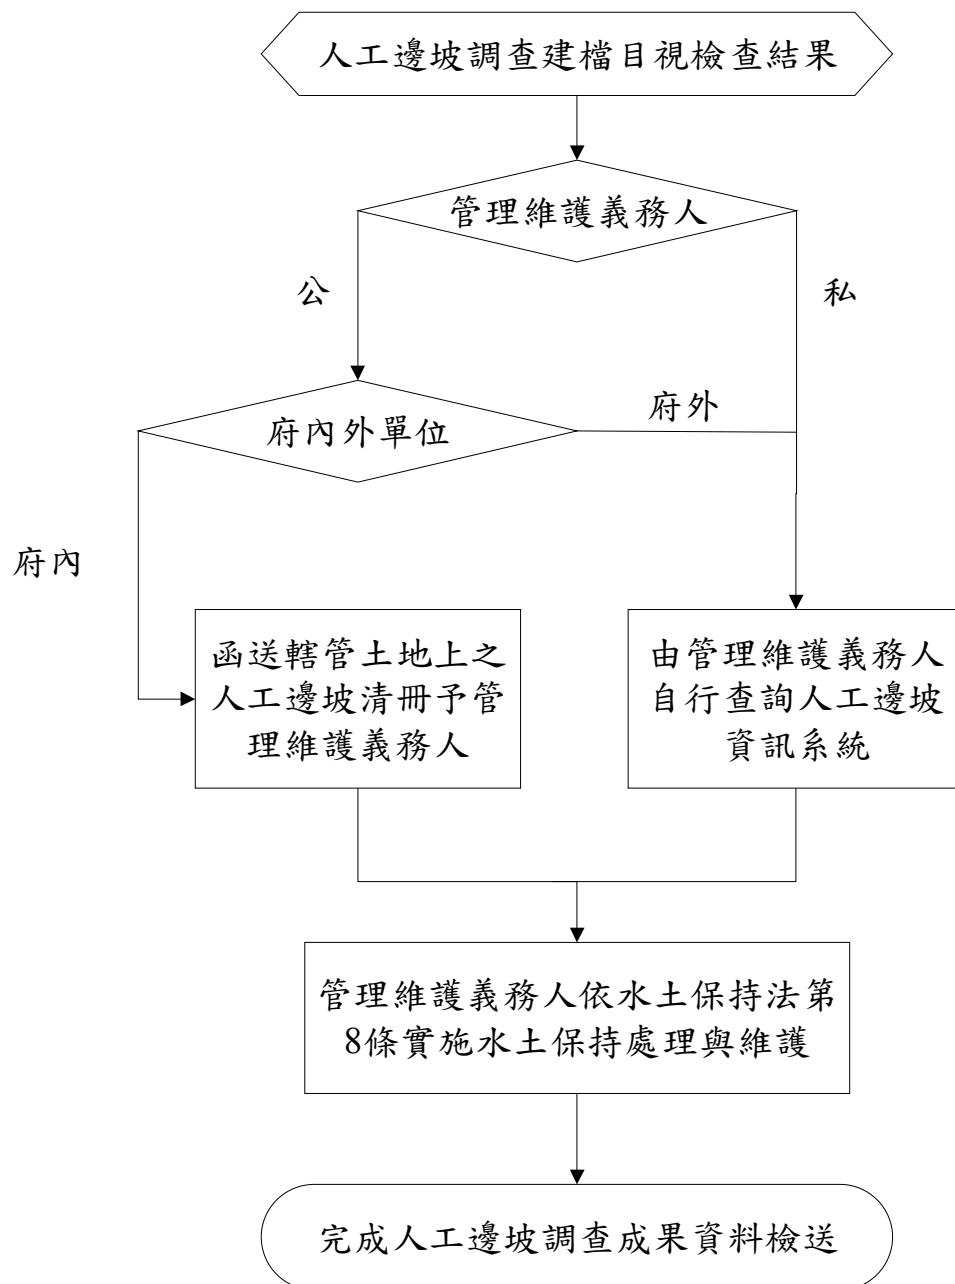 人工邊坡調查建檔目視檢查結果
管理維護義務人
公
私
府內外單位
府外
府內
函送轄管土地上之
人工邊坡清冊予管
理維護義務人
由管理維護義務人
自行查詢人工邊坡
資訊系統
管理維護義務人依水土保持法第
8條實施水土保持處理與維護
完成人工邊坡調查成果資料檢送